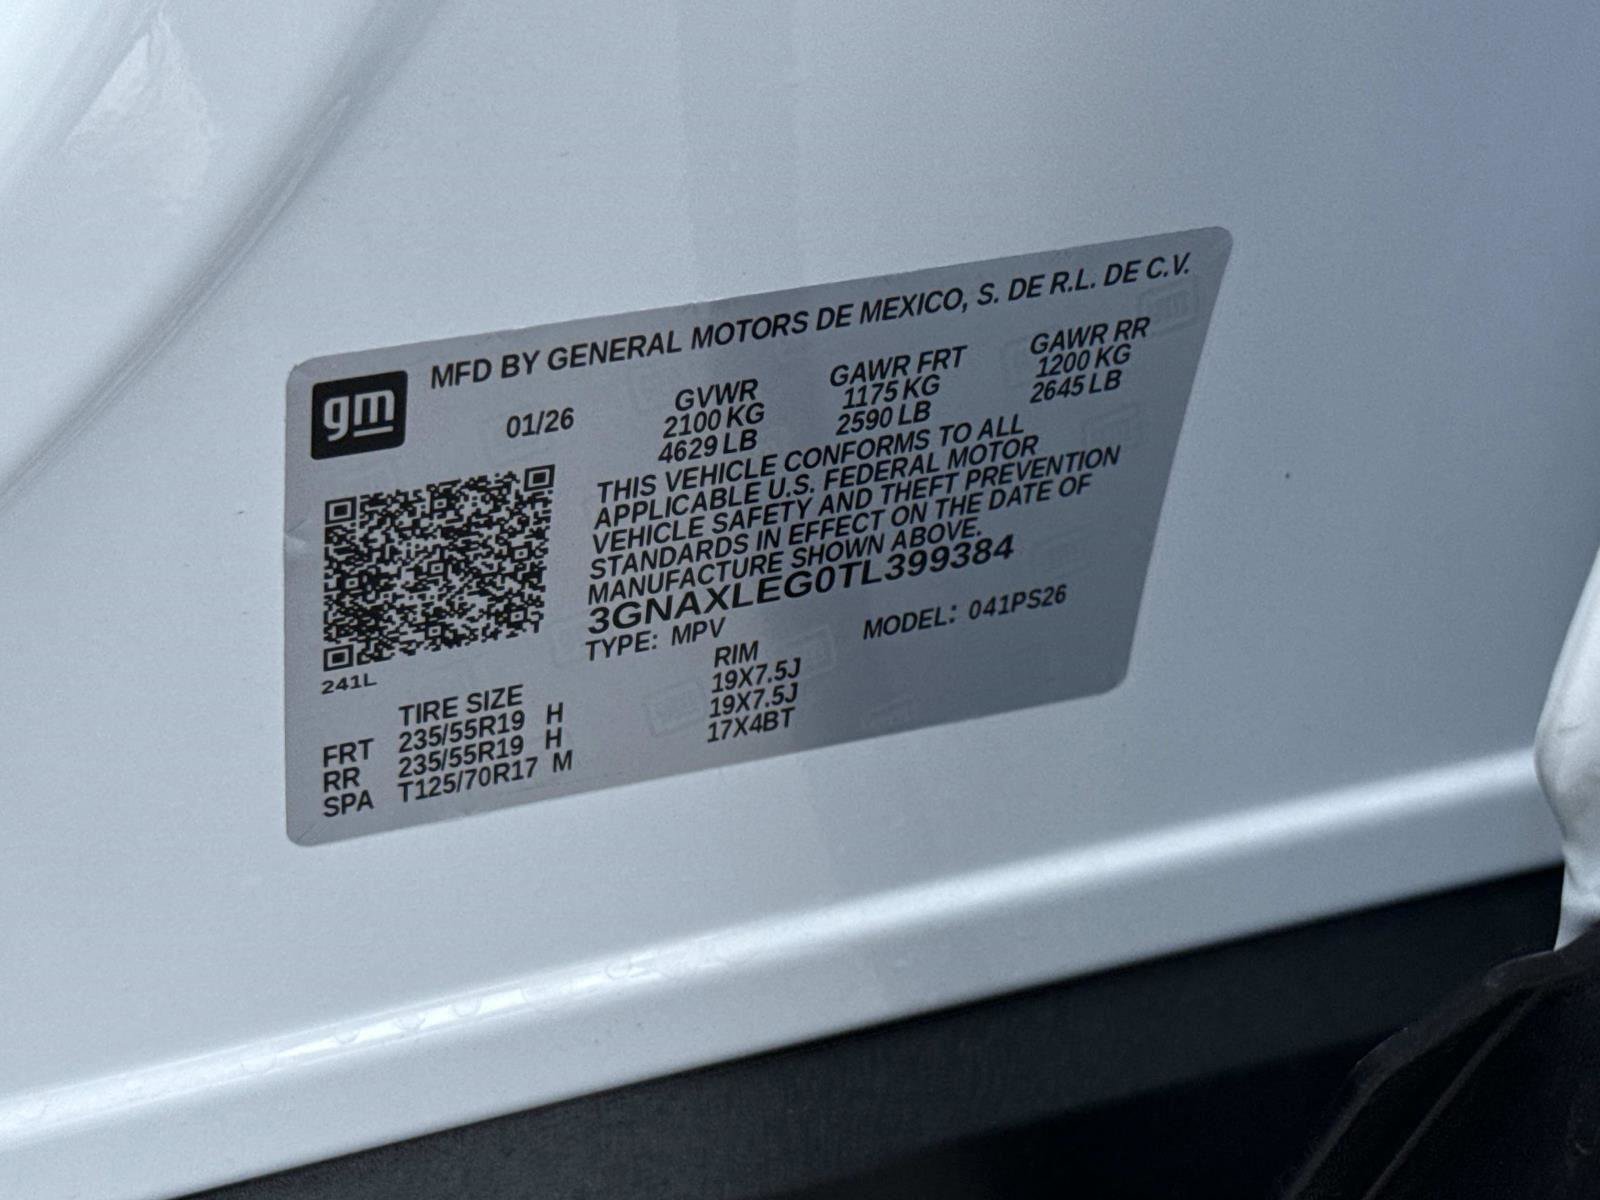 gm
MFD BY GENERAL MOTORS DE MEXICO, S. DE R.L. DE C.V.
01/26
GVWR
2100 KG
4629 LB
GAWR FRT
1175 KG
2590 LB
GAWR RR
1200 KG
2645 LB
THIS VEHICLE CONFORMS TO ALL
APPLICABLE U.S. FEDERAL MOTOR
VEHICLE SAFETY AND THEFT PREVENTION
STANDARDS IN EFFECT ON THE DATE OF
MANUFACTURE SHOWN ABOVE.
3GNAXLEG0TL399384
TYPE: MPV MODEL: 041PS26
241L
TIRE SIZE RIM
FRT 235/55R19 H 19X7.5J
RR 235/55R19 H 19X7.5J
SPA T125/70R17 M 17X4BT